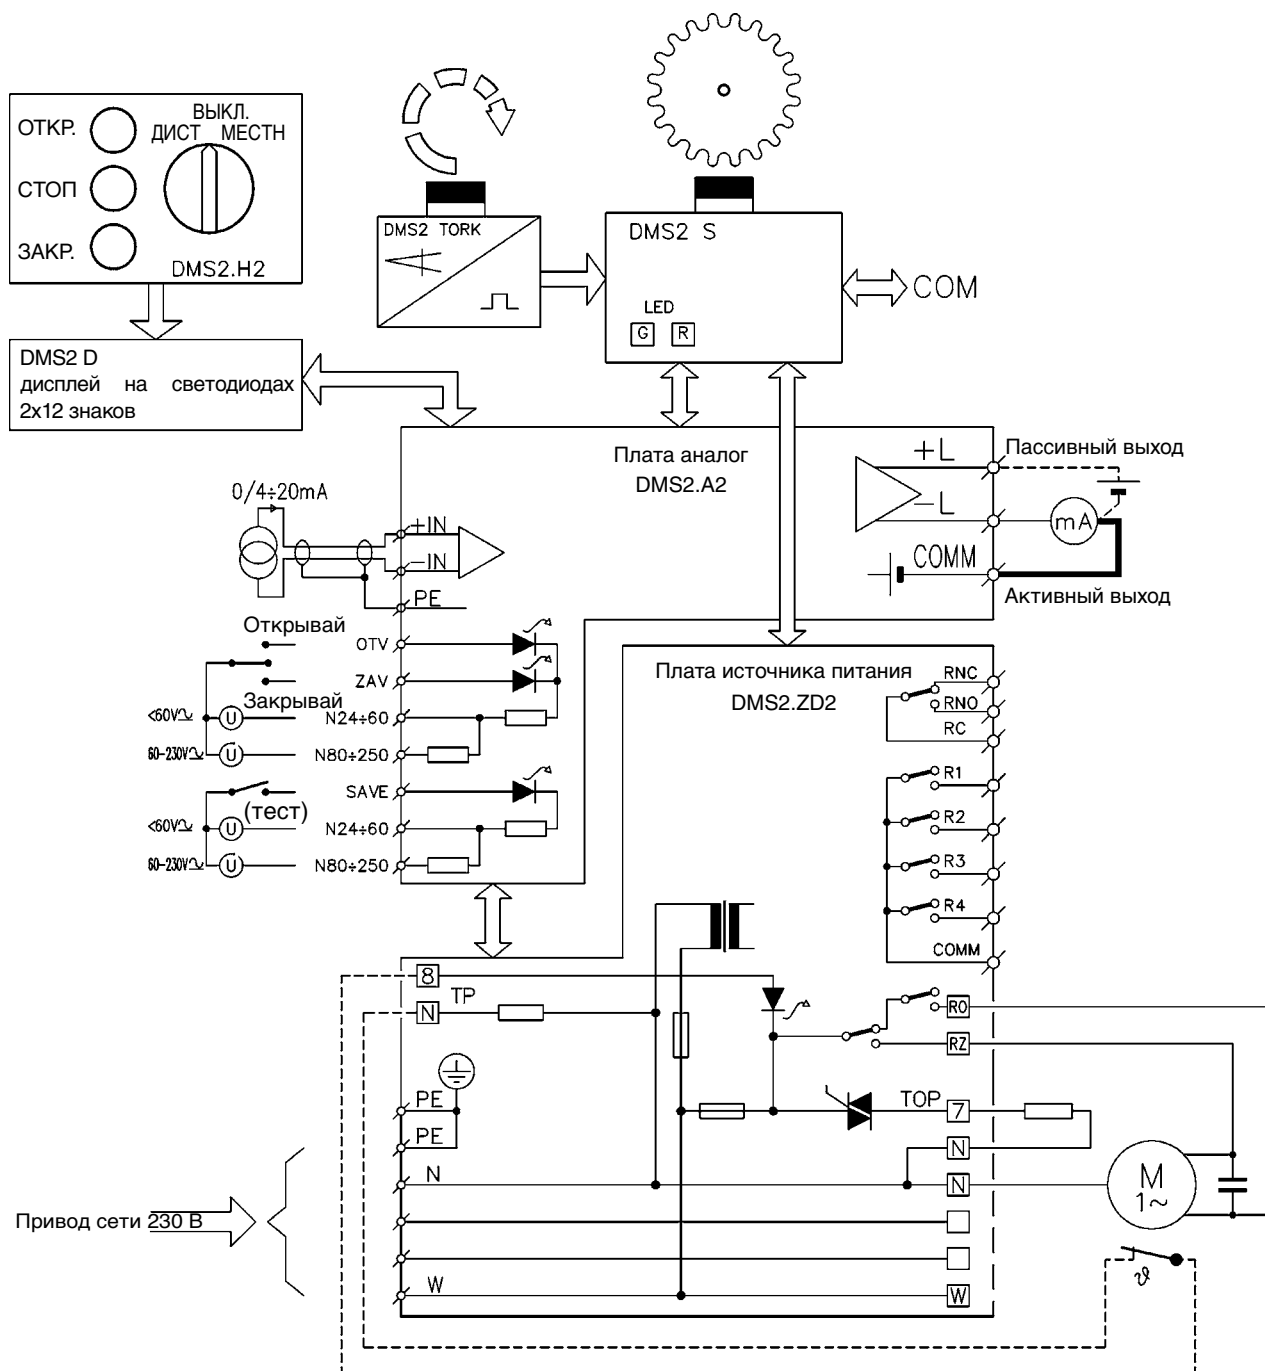 ОТКР.
СТОП
ЗАКР.
ВЫКЛ.
ДИСТ МЕСТН
DMS2.H2
DMS2 D
дисплей на светодиодах
2x12 знаков
DMS2 TORK
DMS2 S
LED
G R
COM
Плата аналог
DMS2.A2
+L
-L
COMM
Пассивный выход
mA
Активный выход
0/4÷20mA
+IN
-IN
PE
Открывай
OTV
ZAV
Закрывай
<60V
U
N24÷60
60-230V
U
N80÷250
SAVE
(тест)
<60V
U
N24÷60
60-230V
U
N80÷250
Плата источника питания
DMS2.ZD2
RNC
RNO
RC
R1
R2
R3
R4
COMM
8
N
TP
RO
RZ
TOP
7
N
PE
PE
N
N
W
W
M
1~
ϑ
Привод сети 230 В